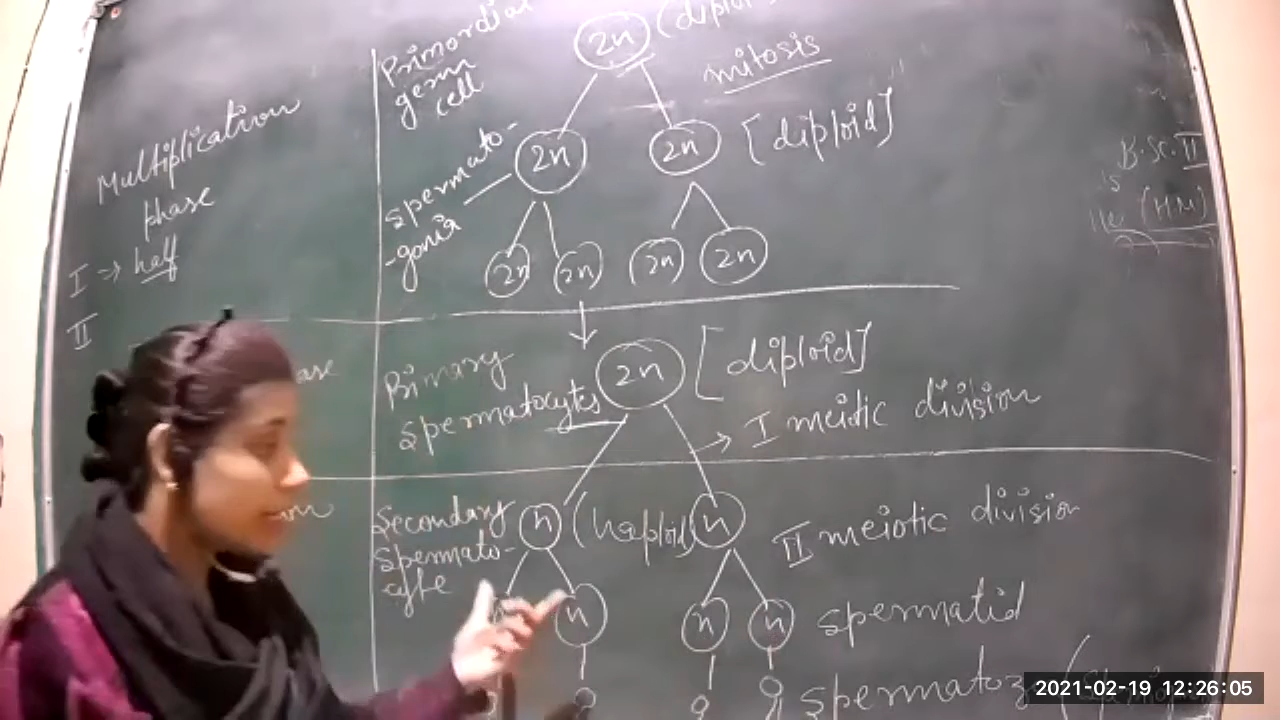 Primordial
germ
cell
2n
mitosis
Multiplication
phase
I → half
II
spermato-
-gonia
2n
2n
[diploid]
2n
2n
2n
2n
B.Sc. II
(HM)
Primary
spermatocytes
2n
[diploid]
→ I meiotic division
Secondary
spermato-
-cyte
n
(haploid)
n
II meiotic division
n
n
n
spermatid
2021-02-19 12:26:05